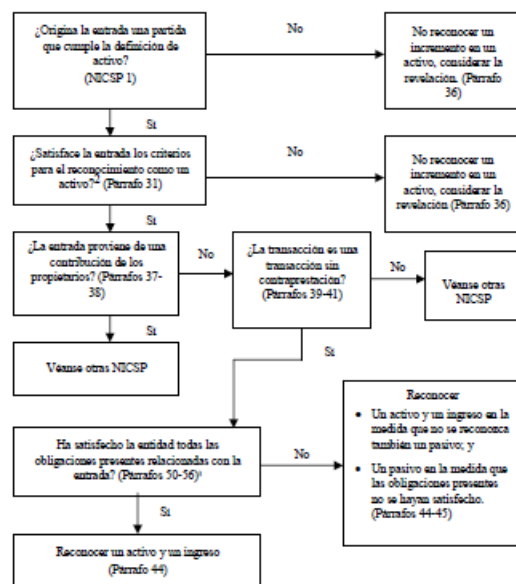 ¿Origina la entrada una partida
que cumple la definición de
activo?
(NICSP 1)
No
No reconocer un
incremento en un
activo, considerar la
revelación. (Párrafo
36)
Si
¿Satisface la entrada los criterios
para el reconocimiento como un
activo?² (Párrafo 31)
No
No reconocer un
incremento en un
activo, considerar la
revelación (Párrafo 36)
Si
¿La entrada proviene de una
contribución de los
propietarios? (Párrafos 37-
38)
No
¿La transacción es una
transacción sin
contraprestación?
(Párrafos 39-41)
No
Véanse otras
NICSP
Si
Véanse otras NICSP
Si
Ha satisfecho la entidad todas las
obligaciones presentes relacionadas con la
entrada? (Párrafos 50-56)
No
Reconocer
• Un activo y un ingreso en la
medida que no se reconozca
también un pasivo; y
• Un pasivo en la medida que
las obligaciones presentes
no se hayan satisfecho.
(Párrafos 44-45)
Si
Reconocer un activo y un ingreso
(Párrafo 44)